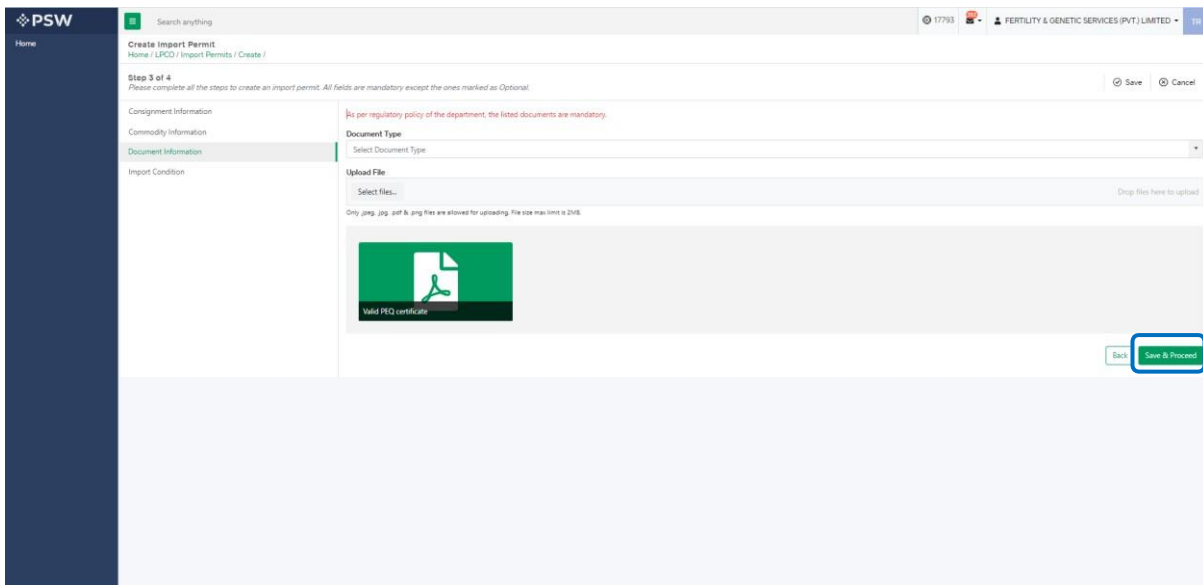 PSW
Search anything
17793
FERTILITY & GENETIC SERVICES (PVT.) LIMITED
TR
Home
Create Import Permit
Home / LPCO / Import Permits / Create /
Step 3 of 4
Please complete all the steps to create an import permit. All fields are mandatory except the ones marked as Optional.
Save
Cancel
Consignment Information
Commodity Information
Document Information
Import Condition
As per regulatory policy of the department, the listed documents are mandatory.
Document Type
Select Document Type
Upload File
Select files...
Drop files here to upload
Only .jpeg, .jpg, .pdf & .png files are allowed for uploading. File size max limit is 2MB.
Valid PEQ certificate
Back
Save & Proceed